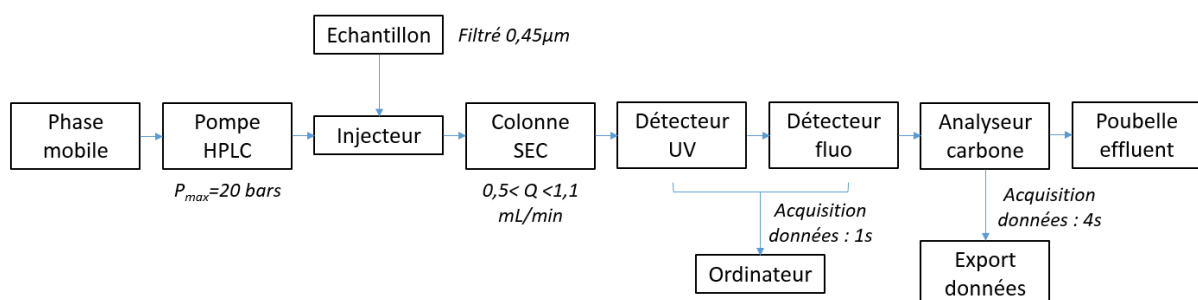 Echantillon
Filtré 0,45µm
Phase
mobile
Pompe
HPLC
Injecteur
Colonne
SEC
Détecteur
UV
Détecteur
fluo
Analyseur
carbone
Poubelle
effluent
Pmax=20 bars
0,5< Q <1,1
mL/min
Acquisition
données : 1s
Acquisition
données : 4s
Ordinateur
Export
données